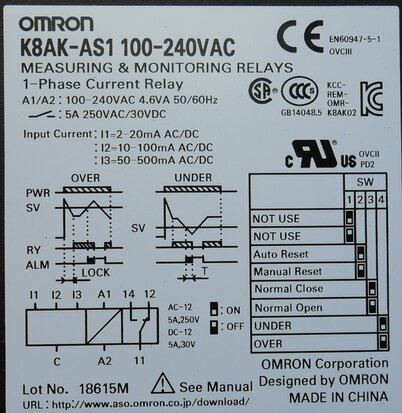 OMRON
K8AK-AS1 100-240VAC
MEASURING & MONITORING RELAYS
1-Phase Current Relay
A1/A2 : 100-240VAC 4.6VA 50/60Hz
: 5A 250VAC/30VDC
CE EN60947-5-1
OVCIII
SA CCC KCC-
REM-
OMR-
K8AK02
GB14048.5
Input Current : I1=2-20mA AC/DC
: I2=10-100mA AC/DC
: I3=50-500mA AC/DC
C RU US OVCII
PD2
OVER UNDER
PWR
SV
SV
RY
ALM
LOCK T
SW
1 2 3 4
NOT USE
NOT USE
Auto Reset
Manual Reset
Normal Close
Normal Open
UNDER
OVER
I1 I2 I3 A1 14 12
C A2 11
AC-12
5A,250V
DC-12
5A,30V
: ON
: OFF
OMRON Corporation
Designed by OMRON
MADE IN CHINA
Lot No. 18615M
See Manual
URL: http://www.aso.omron.co.jp/download/